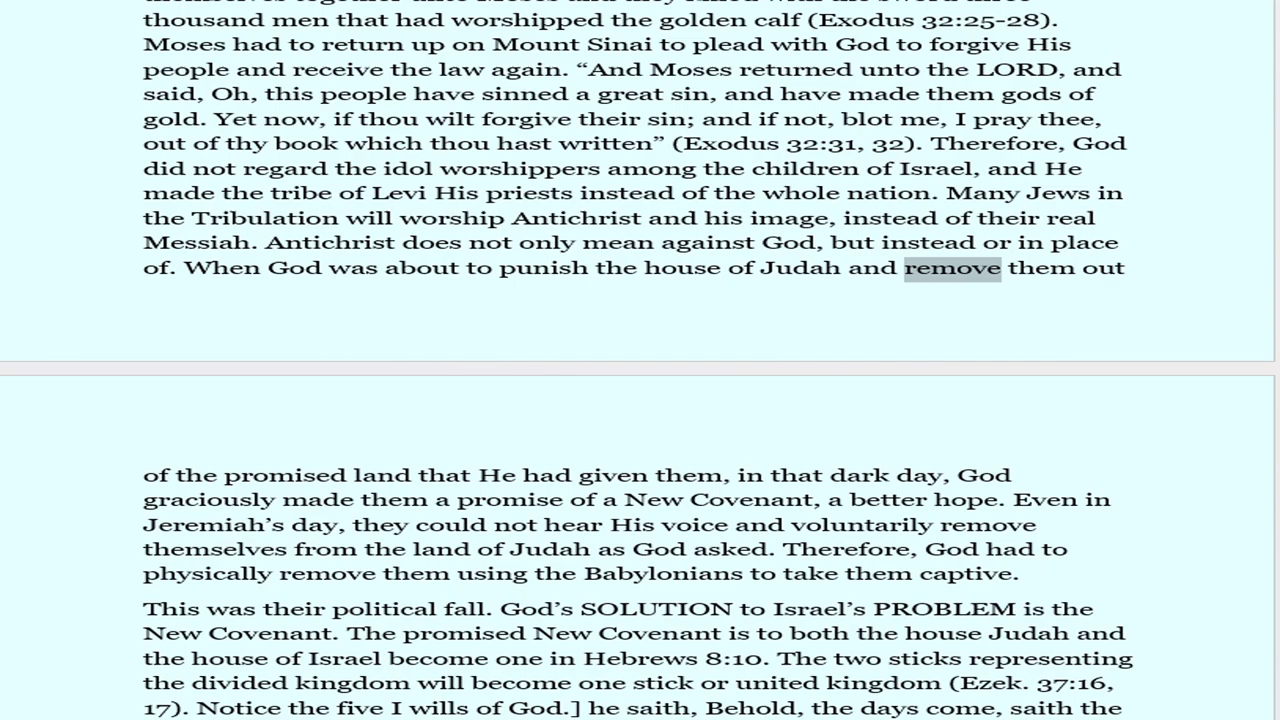 themselves together unto Moses and they killed with the sword three
thousand men that had worshipped the golden calf (Exodus 32:25-28).
Moses had to return up on Mount Sinai to plead with God to forgive His
people and receive the law again. “And Moses returned unto the LORD, and
said, Oh, this people have sinned a great sin, and have made them gods of
gold. Yet now, if thou wilt forgive their sin; and if not, blot me, I pray thee,
out of thy book which thou hast written” (Exodus 32:31, 32). Therefore, God
did not regard the idol worshippers among the children of Israel, and He
made the tribe of Levi His priests instead of the whole nation. Many Jews in
the Tribulation will worship Antichrist and his image, instead of their real
Messiah. Antichrist does not only mean against God, but instead or in place
of. When God was about to punish the house of Judah and remove them out
of the promised land that He had given them, in that dark day, God
graciously made them a promise of a New Covenant, a better hope. Even in
Jeremiah’s day, they could not hear His voice and voluntarily remove
themselves from the land of Judah as God asked. Therefore, God had to
physically remove them using the Babylonians to take them captive.
This was their political fall. God’s SOLUTION to Israel’s PROBLEM is the
New Covenant. The promised New Covenant is to both the house Judah and
the house of Israel become one in Hebrews 8:10. The two sticks representing
the divided kingdom will become one stick or united kingdom (Ezek. 37:16,
17). Notice the five I wills of God.] he saith, Behold, the days come, saith the